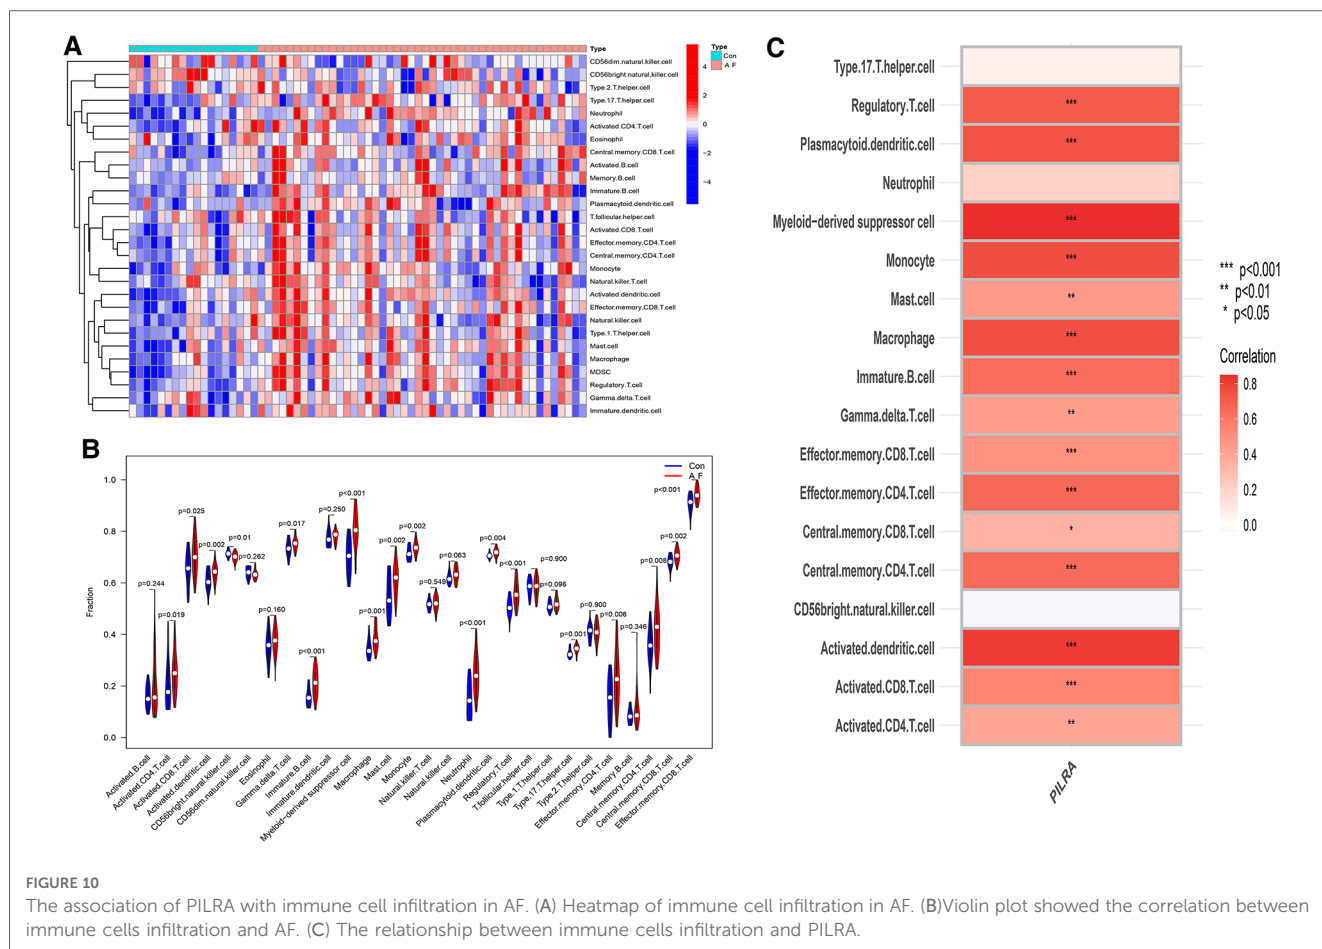 A
Type
CD56dim.natural.killer.cell
CD56bright.natural.killer.cell
Type.2.T.helper.cell
Type.17.T.helper.cell
Neutrophil
Activated.CD4.T.cell
Eosinophil
Central.memory.CD8.T.cell
Activated.B.cell
Memory.B.cell
Immature.B.cell
Plasmacytoid.dendritic.cell
T.follicular.helper.cell
Activated.CD8.T.cell
Effector.memory.CD4.T.cell
Central.memory.CD4.T.cell
Monocyte
Natural.killer.T.cell
Activated.dendritic.cell
Effector.memory.CD8.T.cell
Natural.killer.cell
Type.1.T.helper.cell
Mast.cell
Macrophage
MDSC
Regulatory.T.cell
Gamma.delta.T.cell
Immature.dendritic.cell
4
2
0
−2
−4
Type
Con
A F
B
Con
A F
Fraction
1.0
0.8
0.6
0.4
0.2
0.0
p=0.244
p=0.019
p=0.025
p=0.002
p=0.01
p=0.262
p=0.160
p=0.017
p<0.001
p=0.250
p<0.001
p=0.001
p=0.002
p=0.002
p=0.549
p=0.063
p<0.001
p=0.004
p<0.001
p=0.900
p=0.096
p=0.001
p=0.900
p=0.006
p=0.346
p=0.008
p=0.002
p<0.001
Activated.B.cell
Activated.CD4.T.cell
Activated.CD8.T.cell
Activated.dendritic.cell
CD56bright.natural.killer.cell
CD56dim.natural.killer.cell
Eosinophil
Gamma.delta.T.cell
Immature.B.cell
Immature.dendritic.cell
Myeloid−derived suppressor cell
Macrophage
Mast.cell
Monocyte
Natural.killer.T.cell
Natural.killer.cell
Neutrophil
Plasmacytoid.dendritic.cell
Regulatory.T.cell
T.follicular.helper.cell
Type.1.T.helper.cell
Type.17.T.helper.cell
Type.2.T.helper.cell
Effector.memory.CD4.T.cell
Memory.B.cell
Central.memory.CD4.T.cell
Central.memory.CD8.T.cell
Effector.memory.CD8.T.cell
C
Type.17.T.helper.cell
Regulatory.T.cell ***
Plasmacytoid.dendritic.cell ***
Neutrophil
Myeloid−derived suppressor cell ***
Monocyte ***
Mast.cell **
Macrophage ***
Immature.B.cell ***
Gamma.delta.T.cell **
Effector.memory.CD8.T.cell ***
Effector.memory.CD4.T.cell ***
Central.memory.CD8.T.cell *
Central.memory.CD4.T.cell ***
CD56bright.natural.killer.cell
Activated.dendritic.cell ***
Activated.CD8.T.cell ***
Activated.CD4.T.cell **
PILRA
*** p<0.001
** p<0.01
* p<0.05
Correlation
0.8
0.6
0.4
0.2
0.0
FIGURE 10
The association of PILRA with immune cell infiltration in AF. (A) Heatmap of immune cell infiltration in AF. (B)Violin plot showed the correlation between
immune cells infiltration and AF. (C) The relationship between immune cells infiltration and PILRA.